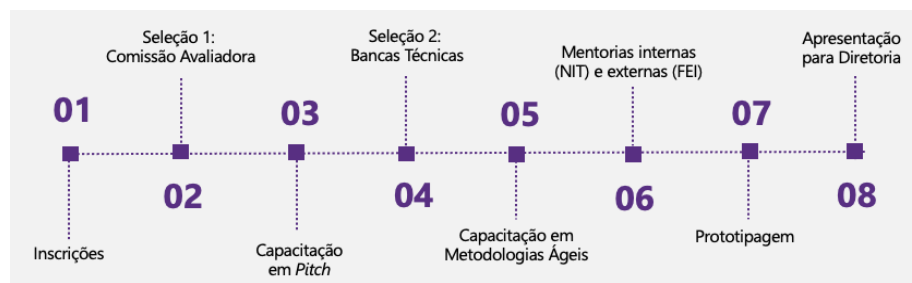 01
Inscrições
Seleção 1:
Comissão Avaliadora
02
03
Capacitação
em Pitch
Seleção 2:
Bancas Técnicas
04
05
Capacitação em
Metodologias Ágeis
Mentorias internas
(NIT) e externas (FEI)
06
07
Prototipagem
Apresentação
para Diretoria
08